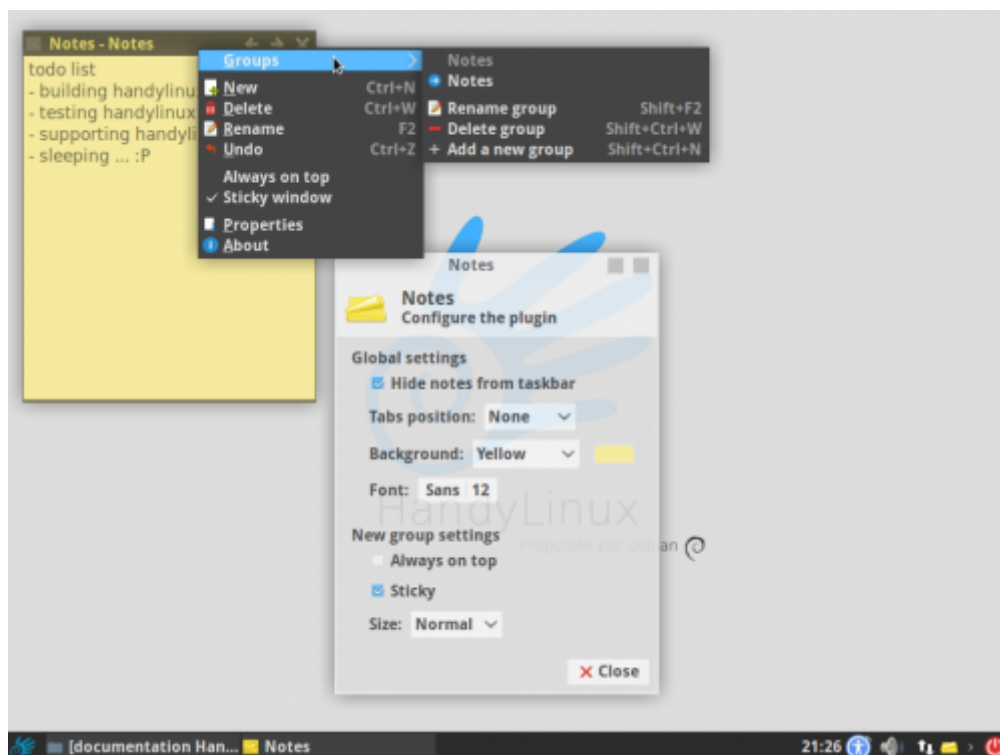 Notes - Notes
todo list
- building handylinu
- testing handylinux
- supporting handyli
- sleeping ... :P
Groups
New Ctrl+N
Delete Ctrl+W
Rename F2
Undo Ctrl+Z
Always on top
Sticky window
Properties
About
Notes
Notes
Rename group Shift+F2
Delete group Shift+Ctrl+W
Add a new group Shift+Ctrl+N
Notes
Notes
Configure the plugin
Global settings
Hide notes from taskbar
Tabs position: None
Background: Yellow
Font: Sans 12
HandyLinux
Propulsée par debian
New group settings
Always on top
Sticky
Size: Normal
Close
[documentation Han... Notes 21:26